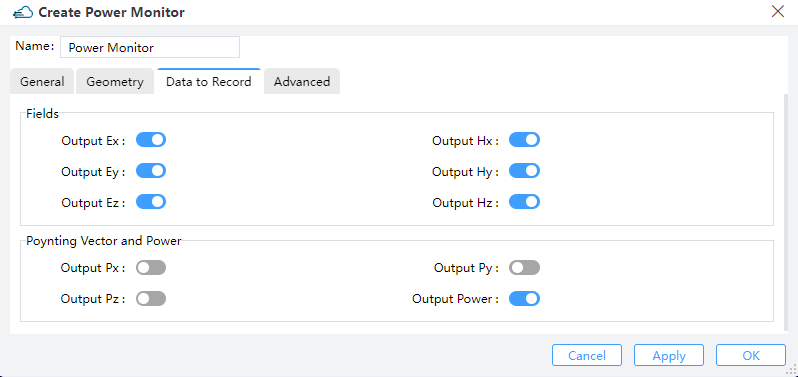 Create Power Monitor
Name: Power Monitor
General Geometry Data to Record Advanced
Fields
Output Ex : Output Hx :
Output Ey : Output Hy :
Output Ez : Output Hz :
Poynting Vector and Power
Output Px : Output Py :
Output Pz : Output Power :
Cancel Apply OK